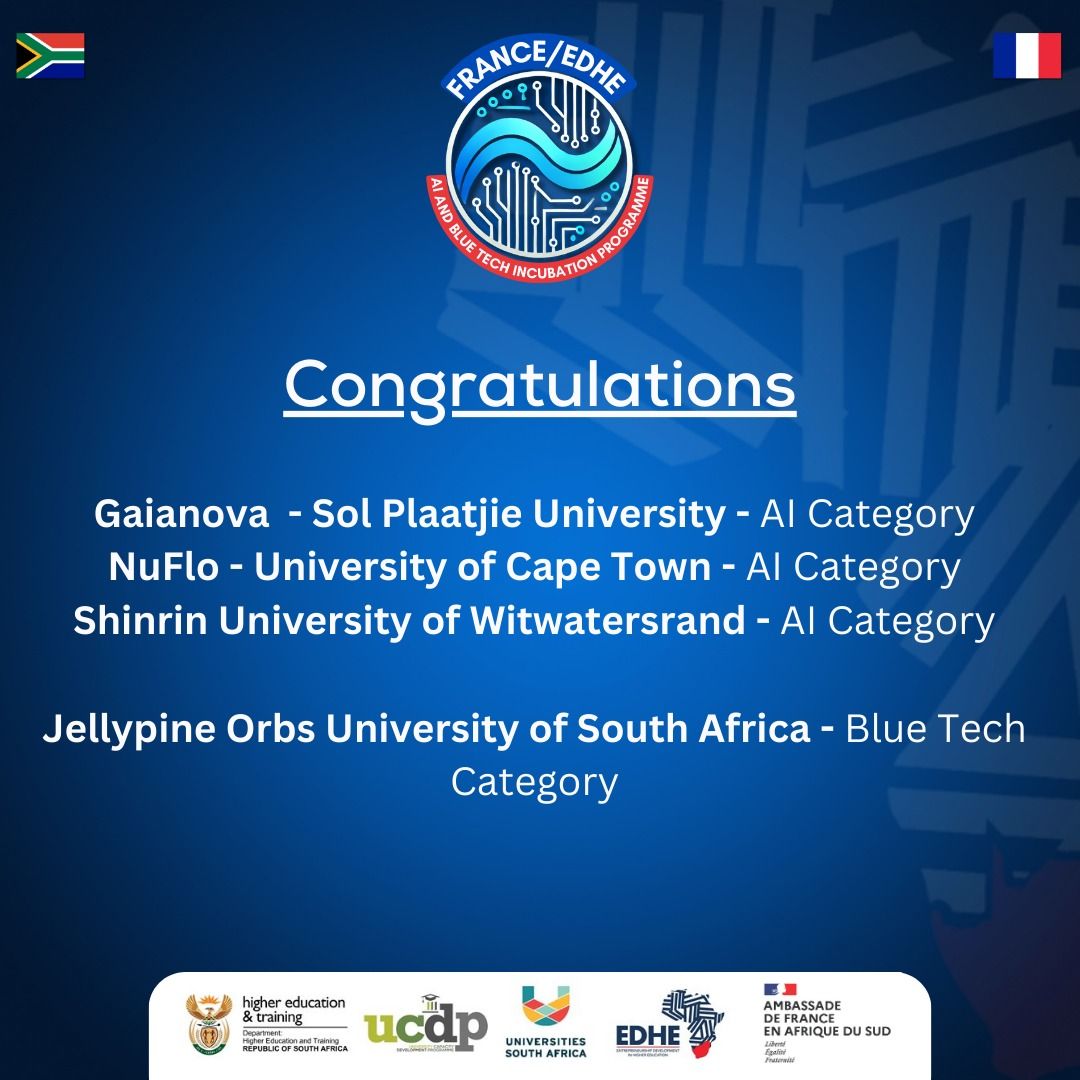 FRANCE/EDHE
AI AND BLUE TECH INCUBATION PROGRAMME
Congratulations
Gaianova - Sol Plaatjie University - AI Category
NuFlo - University of Cape Town - AI Category
Shinrin University of Witwatersrand - AI Category
Jellypine Orbs University of South Africa - Blue Tech
Category
higher education
& training
Department:
Higher Education and Training
REPUBLIC OF SOUTH AFRICA
ucdp
UNIVERSITY CAPACITY
DEVELOPMENT PROGRAMME
UNIVERSITIES
SOUTH AFRICA
EDHE
ENTREPRENEURSHIP DEVELOPMENT
IN HIGHER EDUCATION
AMBASSADE
DE FRANCE
EN AFRIQUE DU SUD
Liberté
Égalité
Fraternité